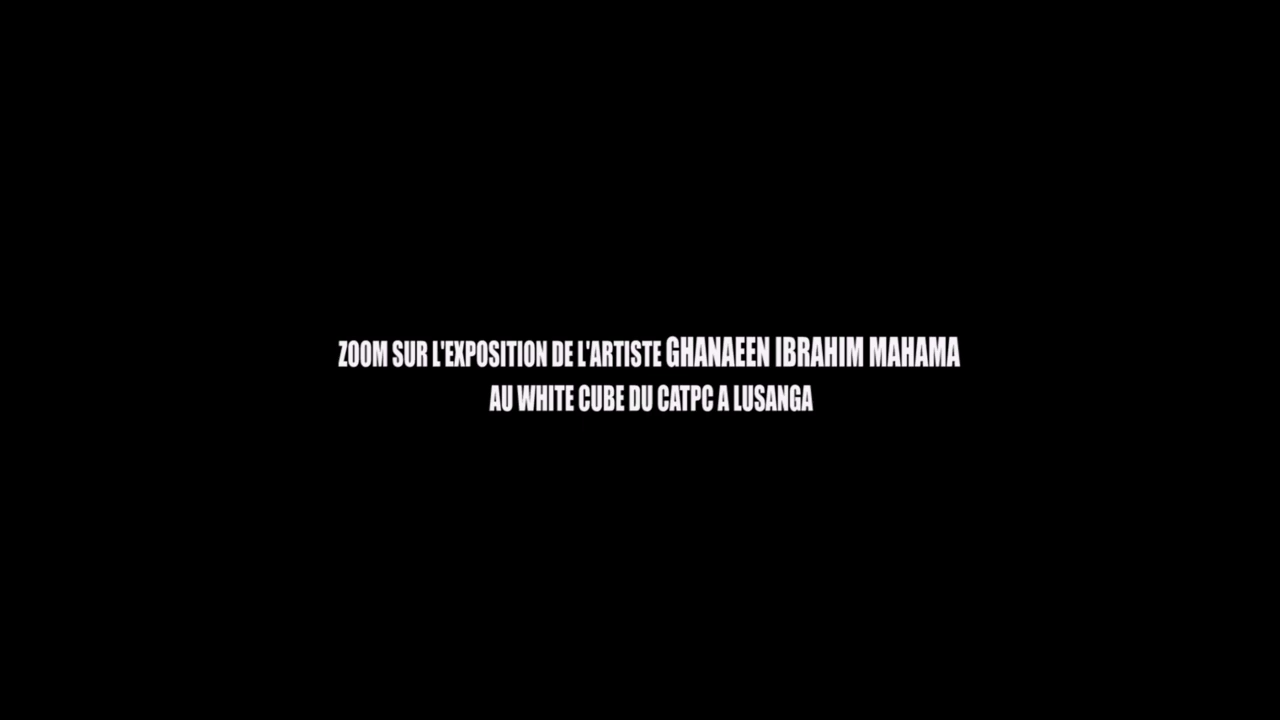 ZOOM SUR L'EXPOSITION DE L'ARTISTE GHANAEEN IBRAHIM MAHAMA
AU WHITE CUBE DU CATPC A LUSANGA